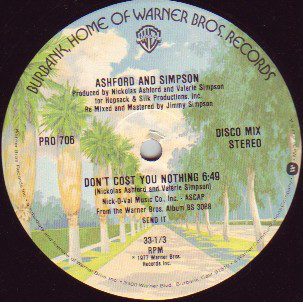 BURBANK, HOME OF WARNER BROS. RECORDS
WB
ASHFORD AND SIMPSON
Produced by Nickolas Ashford and Valerie Simpson
for Hopsack & Silk Productions, Inc.
Re Mixed and Mastered by Jimmy Simpson
PRO 706
DISCO MIX
STEREO
DON'T COST YOU NOTHING 6:49
(Nickolas Ashford and Valerie Simpson)
Nick-O-Val Music Co., Inc. - ASCAP
From the Warner Bros. Album BS 3088
SEND IT
33-1/3
RPM
℗ 1977 Warner Bros.
Records Inc.